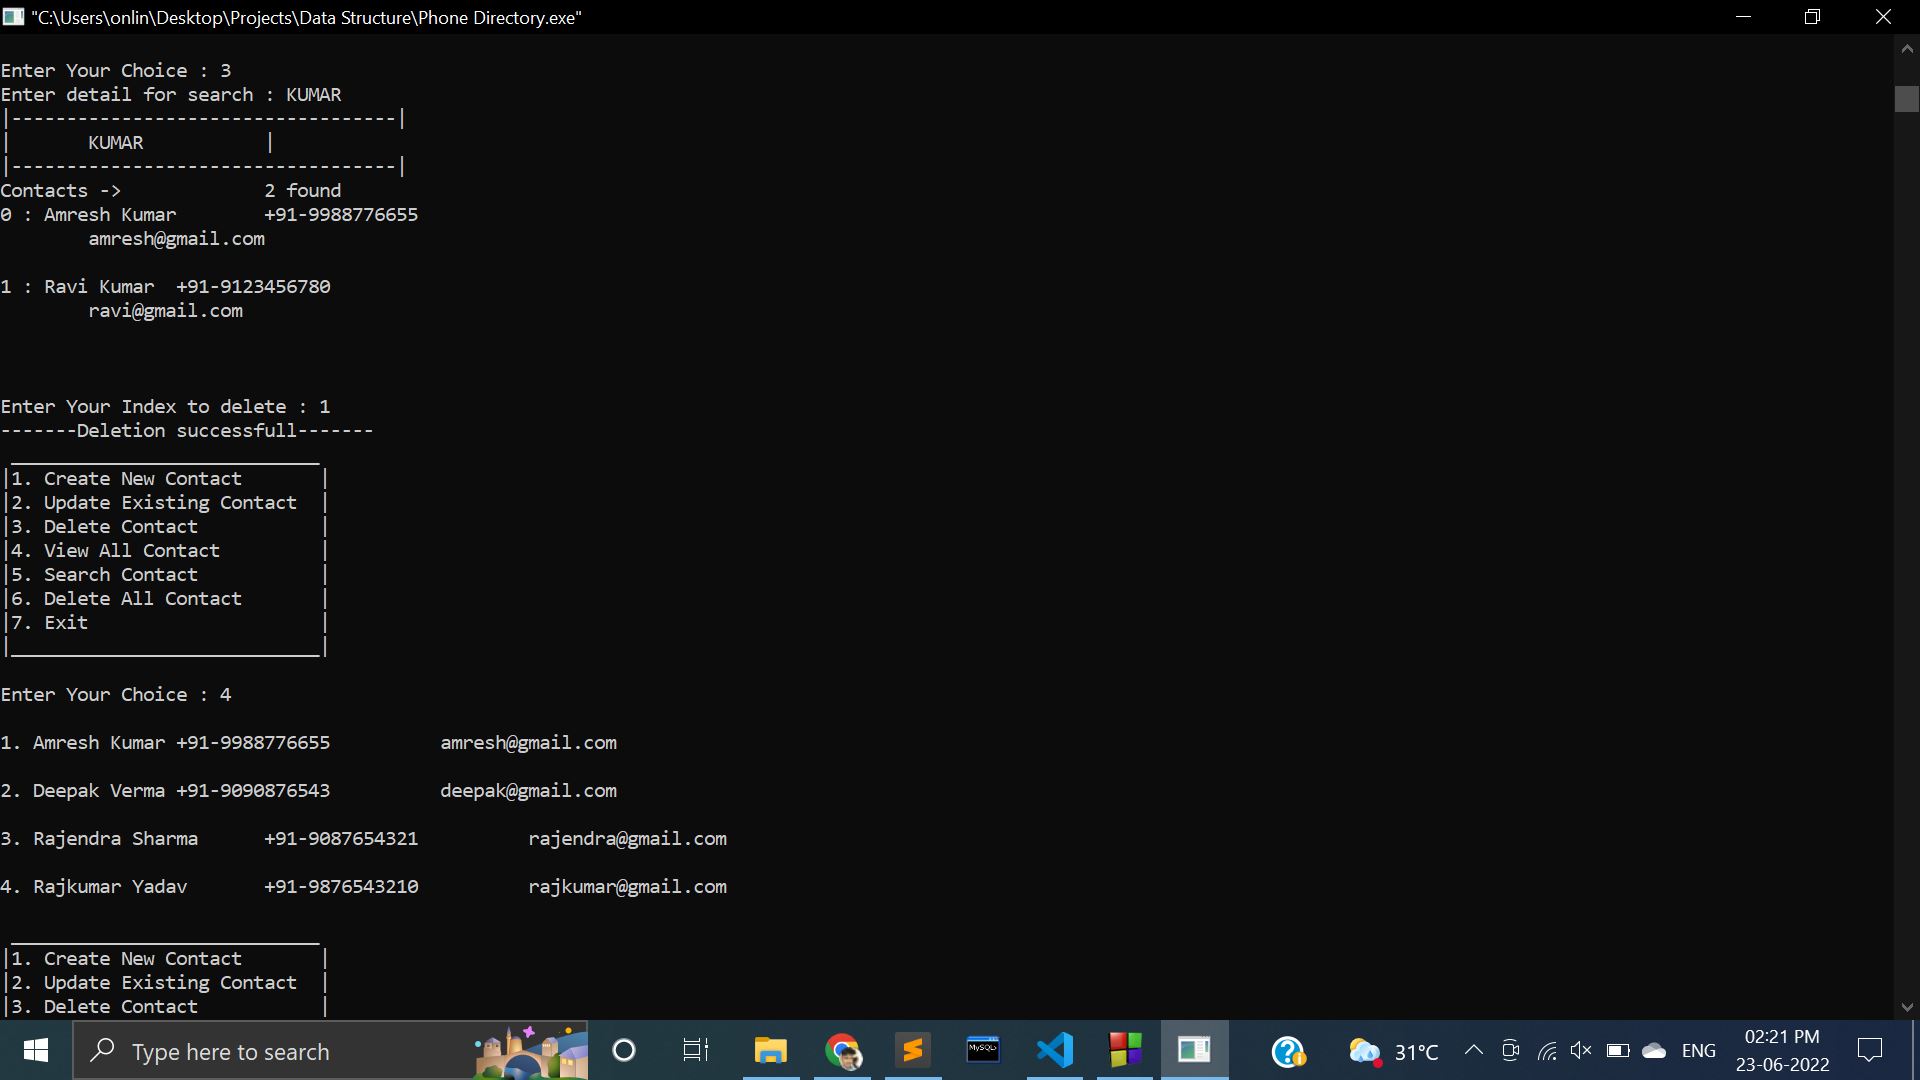 "C:\Users\onlin\Desktop\Projects\Data Structure\Phone Directory.exe"
Enter Your Choice : 3
Enter detail for search : KUMAR
|-----------------------------------|
|       KUMAR           |
|-----------------------------------|
Contacts ->             2 found
0 : Amresh Kumar        +91-9988776655
        amresh@gmail.com
1 : Ravi Kumar  +91-9123456780
        ravi@gmail.com
Enter Your Index to delete : 1
-------Deletion successfull-------
 ____________________________
|1. Create New Contact       |
|2. Update Existing Contact  |
|3. Delete Contact           |
|4. View All Contact         |
|5. Search Contact           |
|6. Delete All Contact       |
|7. Exit                     |
|____________________________|
Enter Your Choice : 4
1. Amresh Kumar +91-9988776655          amresh@gmail.com
2. Deepak Verma +91-9090876543          deepak@gmail.com
3. Rajendra Sharma      +91-9087654321          rajendra@gmail.com
4. Rajkumar Yadav       +91-9876543210          rajkumar@gmail.com
 ____________________________
|1. Create New Contact       |
|2. Update Existing Contact  |
|3. Delete Contact           |
Type here to search
MySQL
31°C
ENG
02:21 PM
23-06-2022